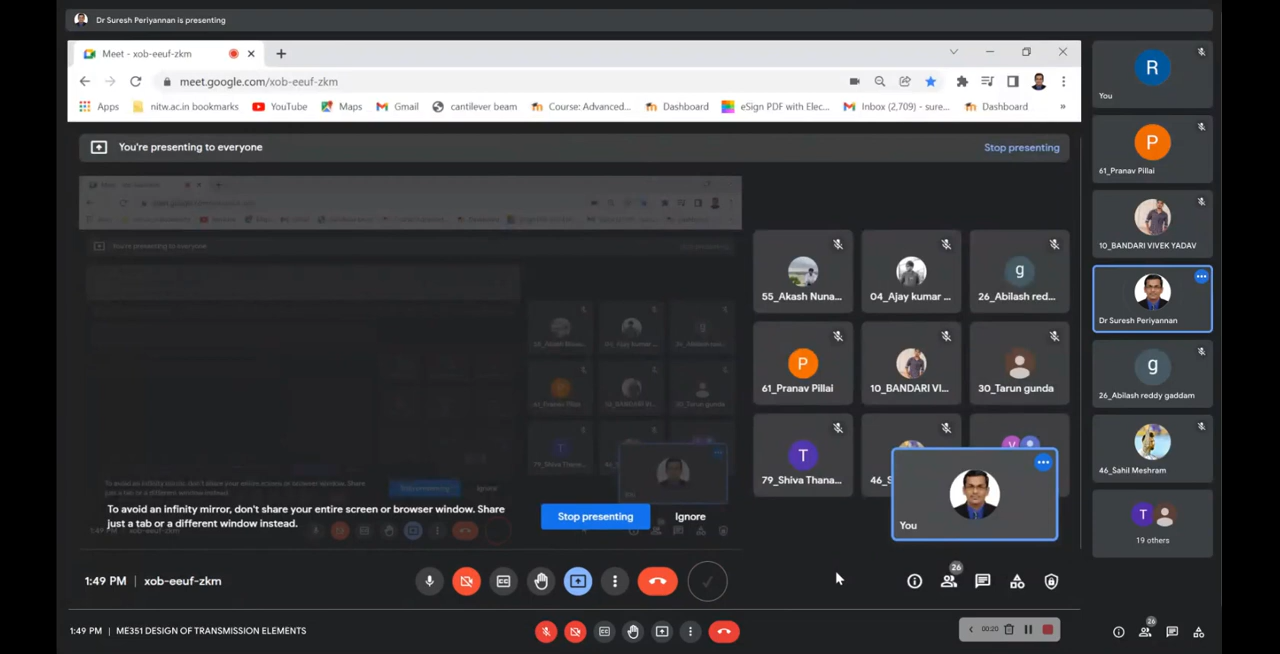 Dr Suresh Periyannan is presenting
Meet - xob-eeuf-zkm
meet.google.com/xob-eeuf-zkm
Apps nitw.ac.in bookmarks YouTube Maps Gmail cantilever beam Course: Advanced... Dashboard eSign PDF with Elec... Inbox (2,709) - sure... Dashboard »
You're presenting to everyone Stop presenting
55_Akash Nuna... 04_Ajay kumar ... 26_Abilash red...
g
P
61_Pranav Pillai 10_BANDARI VI... 30_Tarun gunda
T
79_Shiva Thana... 46_S
V
You
To avoid an infinity mirror, don't share your entire screen or browser window. Share
just a tab or a different window instead.
Stop presenting Ignore
1:49 PM | xob-eeuf-zkm
26
1:49 PM | ME351 DESIGN OF TRANSMISSION ELEMENTS
00:20
26
R
You
P
61_Pranav Pillai
10_BANDARI VIVEK YADAV
Dr Suresh Periyannan
g
26_Abilash reddy gaddam
46_Sahil Meshram
T
19 others